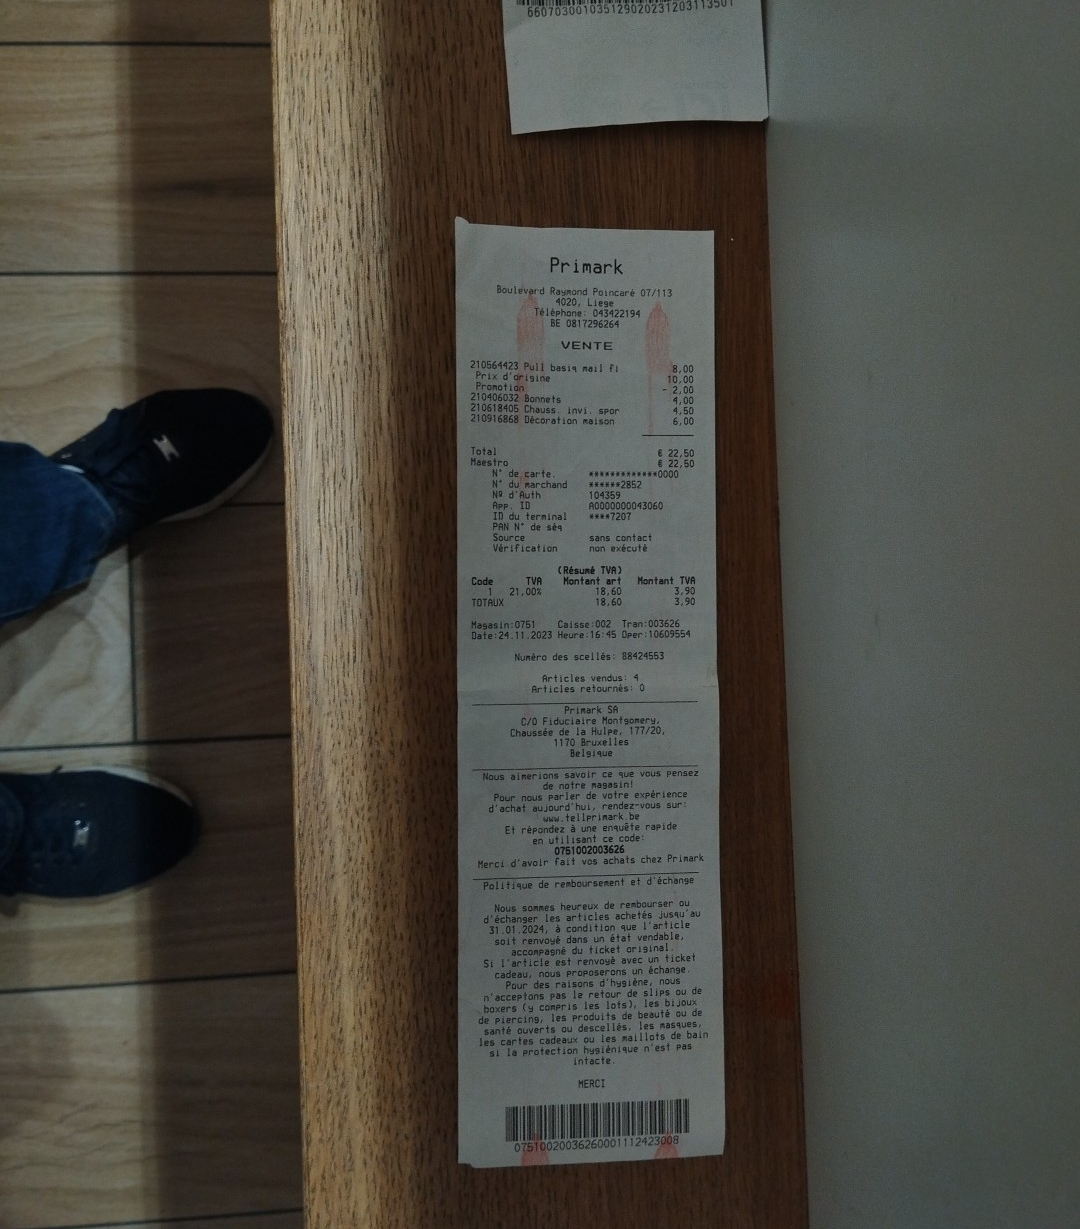 6607030010351290202312031135​01
Primark
Boulevard Raymond Poincaré 07/113
4020, Liege
Téléphone: 043422194
BE 0817296264
VENTE
210564423 Pull basiq mail fi 8,00
Prix d'origine 10,00
Promotion - 2,00
210406032 Bonnets 4,00
210618405 Chauss. invi. spor 4,50
210916868 Décoration maison 6,00
Total € 22,50
Maestro € 22,50
N° de carte. ************0000
N° du marchand ******2852
Nº d'Auth 104359
App. ID A0000000043060
ID du terminal ****7207
PAN N° de séq
Source sans contact
Vérification non exécuté
(Résumé TVA)
Code TVA Montant art Montant TVA
1 21,00% 18,60 3,90
TOTAUX 18,60 3,90
Magasin:0751 Caisse:002 Tran:003626
Date:24.11.2023 Heure:16:45 Oper:10609554
Numéro des scellés: 88424553
Articles vendus: 4
Articles retournés: 0
Primark SA
C/O Fiduciaire Montgomery,
Chaussée de la Hulpe, 177/20,
1170 Bruxelles
Belgique
Nous aimerions savoir ce que vous pensez
de notre magasin!
Pour nous parler de votre expérience
d'achat aujourd'hui, rendez-vous sur:
www.tellprimark.be
Et répondez à une enquête rapide
en utilisant ce code:
0751002003626
Merci d'avoir fait vos achats chez Primark
Politique de remboursement et d'échange
Nous sommes heureux de rembourser ou
d'échanger les articles achetés jusqu'au
31.01.2024, à condition que l'article
soit renvoyé dans un état vendable,
accompagné du ticket original.
Si l'article est renvoyé avec un ticket
cadeau, nous proposerons un échange.
Pour des raisons d'hygiène, nous
n'acceptons pas le retour de slips ou de
boxers (y compris les lots), les bijoux
de piercing, les produits de beauté ou de
santé ouverts ou descellés, les masques,
les cartes cadeaux ou les maillots de bain
si la protection hygiénique n'est pas
intacte.
MERCI
07510020036260001112423008